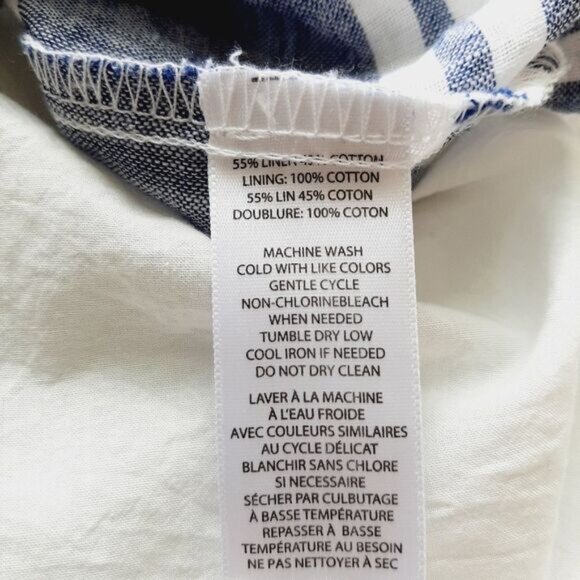 55% LINEN 45% COTTON
LINING: 100% COTTON
55% LIN 45% COTON
DOUBLURE: 100% COTON
MACHINE WASH
COLD WITH LIKE COLORS
GENTLE CYCLE
NON-CHLORINEBLEACH
WHEN NEEDED
TUMBLE DRY LOW
COOL IRON IF NEEDED
DO NOT DRY CLEAN
LAVER À LA MACHINE
À L'EAU FROIDE
AVEC COULEURS SIMILAIRES
AU CYCLE DÉLICAT
BLANCHIR SANS CHLORE
SI NECESSAIRE
SÉCHER PAR CULBUTAGE
À BASSE TEMPÉRATURE
REPASSER À BASSE
TEMPÉRATURE AU BESOIN
NE PAS NETTOYER À SEC